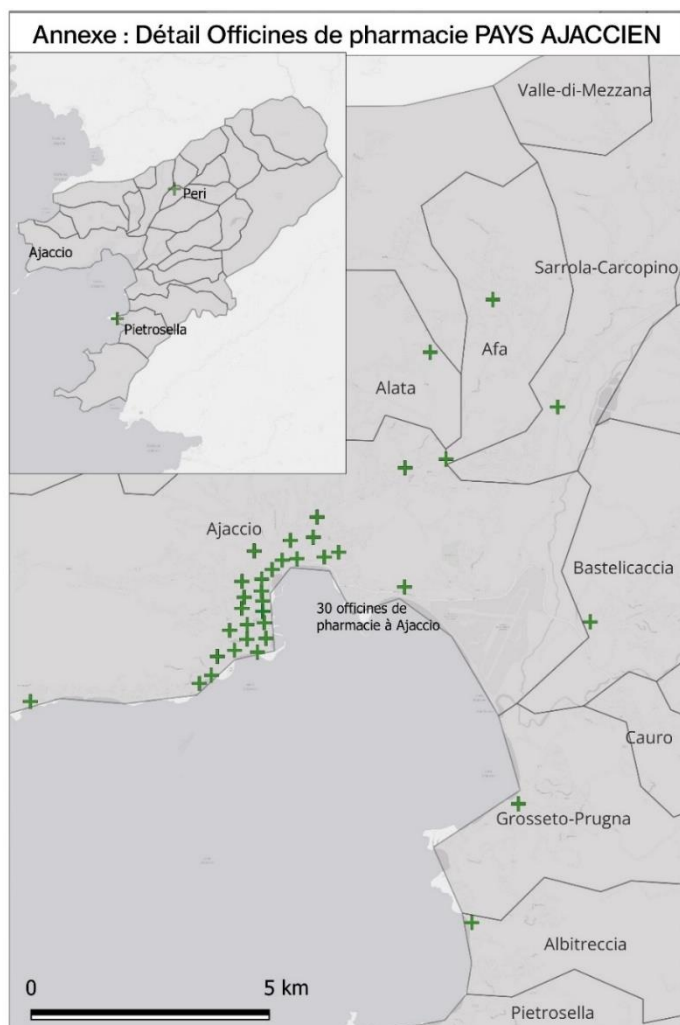 Annexe : Détail Officines de pharmacie PAYS AJACCIEN
Valle-di-Mezzana
Peri
Ajaccio
Sarrola-Carcopino
Pietrosella
Afa
Alata
Ajaccio
Bastelicaccia
30 officines de
pharmacie à Ajaccio
Cauro
Grosseto-Prugna
Albitreccia
0 5 km
Pietrosella